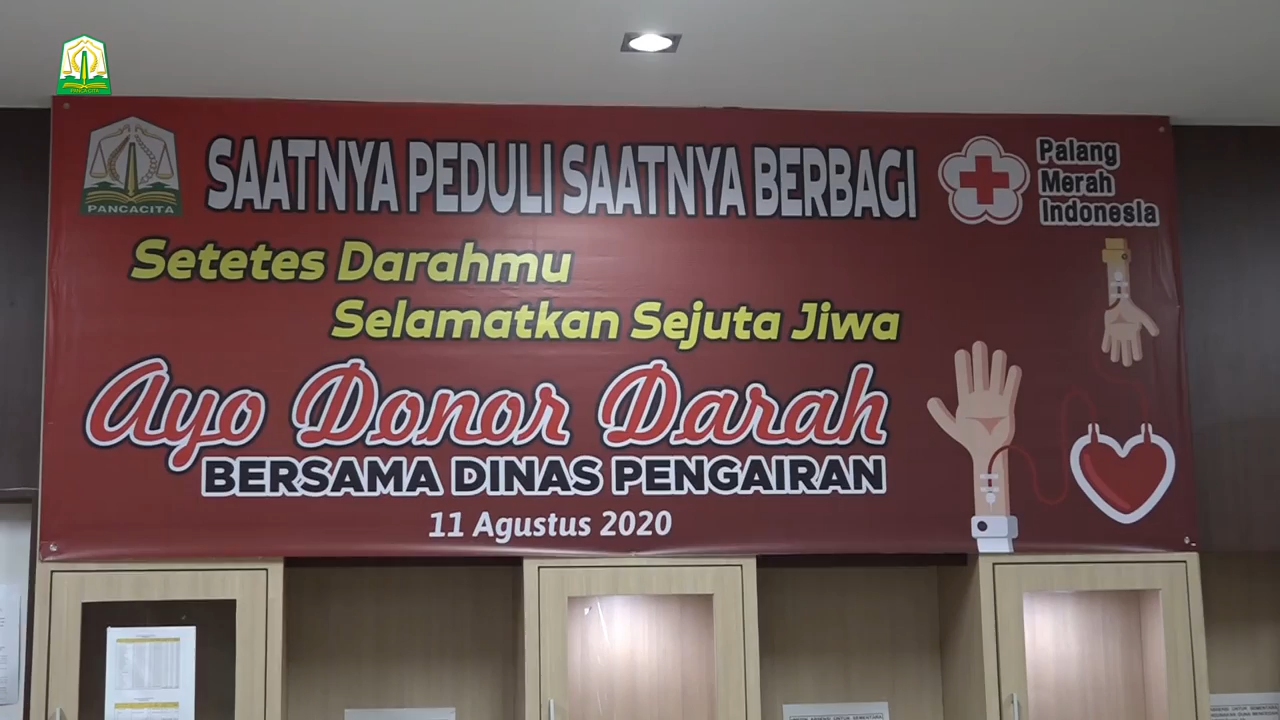 PANCACITA
PANCACITA
SAATNYA PEDULI SAATNYA BERBAGI
Palang
Merah
Indonesia
Setetes Darahmu
Selamatkan Sejuta Jiwa
Ayo Donor Darah
BERSAMA DINAS PENGAIRAN
11 Agustus 2020